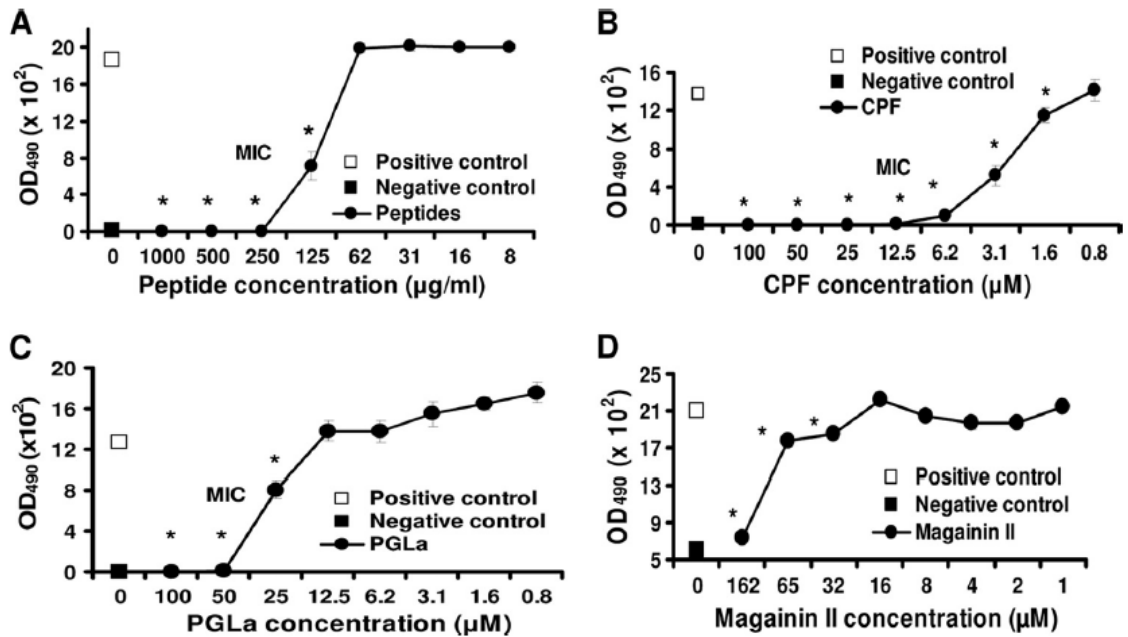 A
OD490 (x 10²)
20
16
12
8
4
0
MIC
* * * *
□ Positive control
■ Negative control
● Peptides
0 1000 500 250 125 62 31 16 8
Peptide concentration (µg/ml)
B
OD490 (x 10²)
16
12
8
4
0
□ Positive control
■ Negative control
● CPF
MIC
* * * * * * *
0 100 50 25 12.5 6.2 3.1 1.6 0.8
CPF concentration (µM)
C
OD490 (x10²)
20
16
12
8
4
0
MIC
* * *
□ Positive control
■ Negative control
● PGLa
0 100 50 25 12.5 6.2 3.1 1.6 0.8
PGLa concentration (µM)
D
OD490 (x 10²)
25
21
17
13
9
5
* * *
□ Positive control
■ Negative control
● Magainin II
0 162 65 32 16 8 4 2 1
Magainin II concentration (µM)